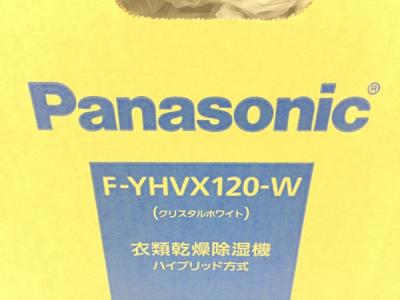 Panasonic®
F-YHVX120-W
(クリスタルホワイト)
衣類乾燥除湿機
ハイブリッド方式